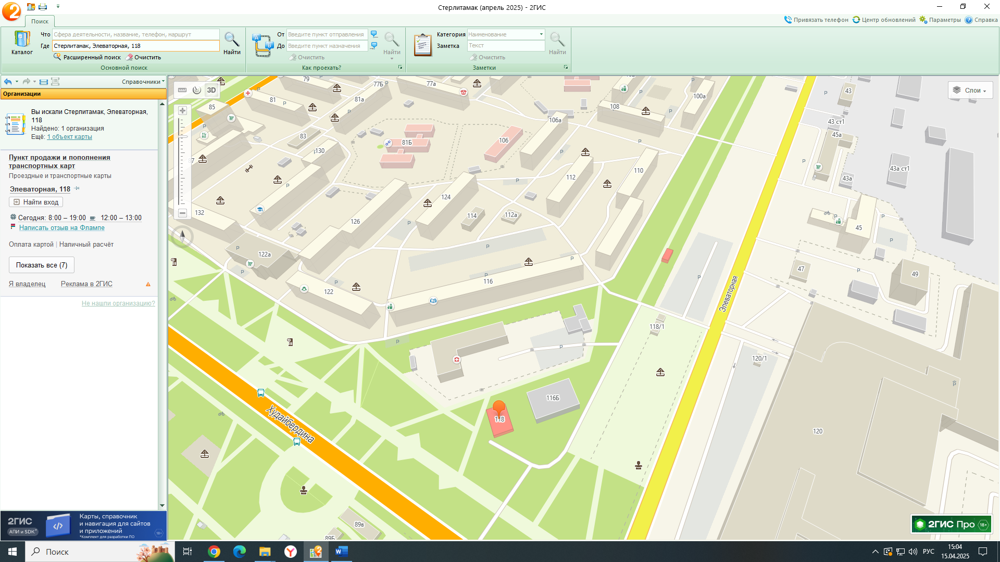 Стерлитамак (апрель 2025) - 2ГИС
Поиск
Привязать телефон
Центр обновлений
Параметры
Справка
Каталог
Что
Сфера деятельности, название, телефон, маршрут
Где
Стерлитамак, Элеваторная, 118
Расширенный поиск
Очистить
Найти
Основной поиск
От
Введите пункт отправления
До
Введите пункт назначения
Очистить
Найти
Как проехать?
Категория
Наименование
Заметка
Текст
Очистить
Найти
Заметки
Справочники
Организации
Вы искали Стерлитамак, Элеваторная,
118
Найдено: 1 организация
Ещё: 1 объект карты
Пункт продажи и пополнения
транспортных карт
Проездные и транспортные карты
Элеваторная, 118
Найти вход
Сегодня: 8:00 – 19:00 12:00 – 13:00
Написать отзыв на Флампе
Оплата картой | Наличный расчёт
Показать все (7)
Я владелец
Реклама в 2ГИС
Не нашли организацию?
2ГИС
АПИ и SDK*
Карты, справочник
и навигация для сайтов
и приложений
*Комплект для разработки ПО
18+
3D
Слои
79
77Б
77а
81
81а
85
83
81Б
130
87
106
106а
108
100а
43
43 ст1
45а
43а ст1
43а
112
110
124
132
126
114
112а
45
122а
47
49
116
122
118/1
Элеваторная
120/1
116Б
118
Худайбердина
120
89в
89Б
P
2ГИС Про
18+
Поиск
РУС
15:04
15.04.2025